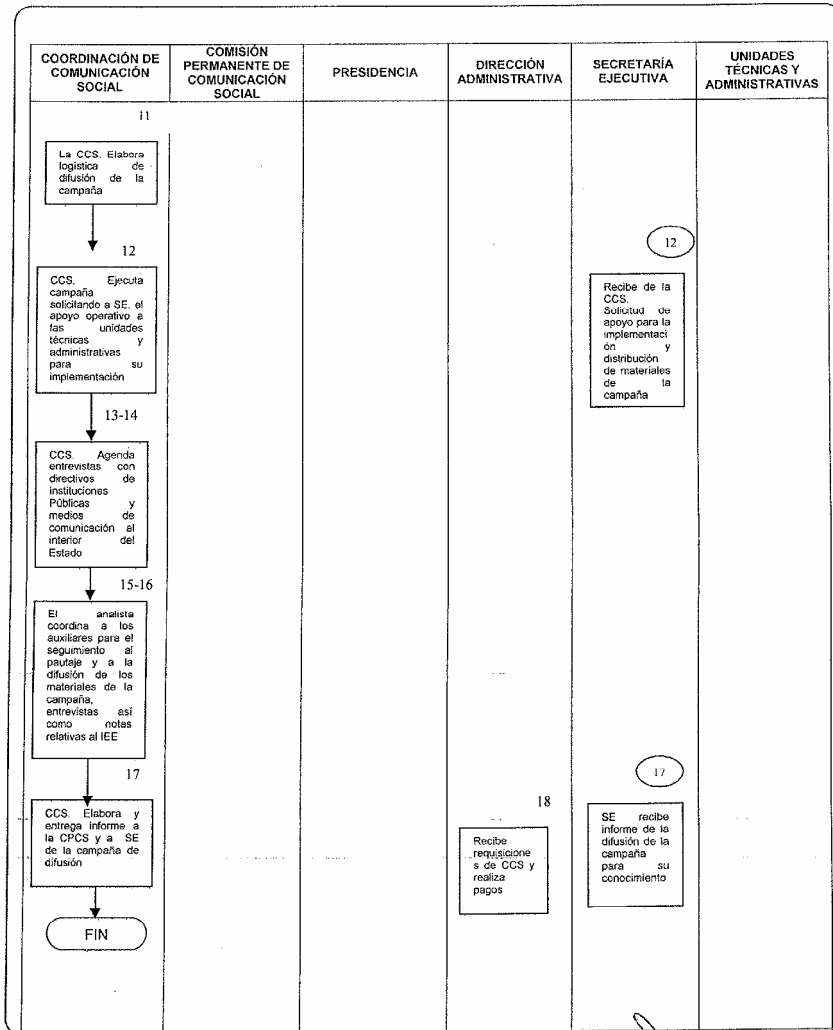 COORDINACIÓN DE
COMUNICACIÓN
SOCIAL
COMISIÓN
PERMANENTE DE
COMUNICACIÓN
SOCIAL
PRESIDENCIA
DIRECCIÓN
ADMINISTRATIVA
SECRETARÍA
EJECUTIVA
UNIDADES
TÉCNICAS Y
ADMINISTRATIVAS
11
La CCS. Elabora
logística de
difusión de la
campaña
12
CCS. Ejecuta
campaña
solicitando a SE. el
apoyo operativo a
las unidades
técnicas y
administrativas
para su
implementación
12
Recibe de la
CCS.
Solicitud de
apoyo para la
implementaci
ón y
distribución
de materiales
de la
campaña
13-14
CCS. Agenda
entrevistas con
directivos de
instituciones
Públicas y
medios de
comunicación al
interior del
Estado
15-16
El analista
coordina a los
auxiliares para el
seguimiento al
pautaje y a la
difusión de los
materiales de la
campaña,
entrevistas así
como notas
relativas al IEE
17
CCS. Elabora y
entrega informe a
la CPCS y a SE
de la campaña de
difusión
18
Recibe
requisicione
s de CCS y
realiza
pagos
17
SE recibe
informe de la
difusión de la
campaña
para su
conocimiento
FIN